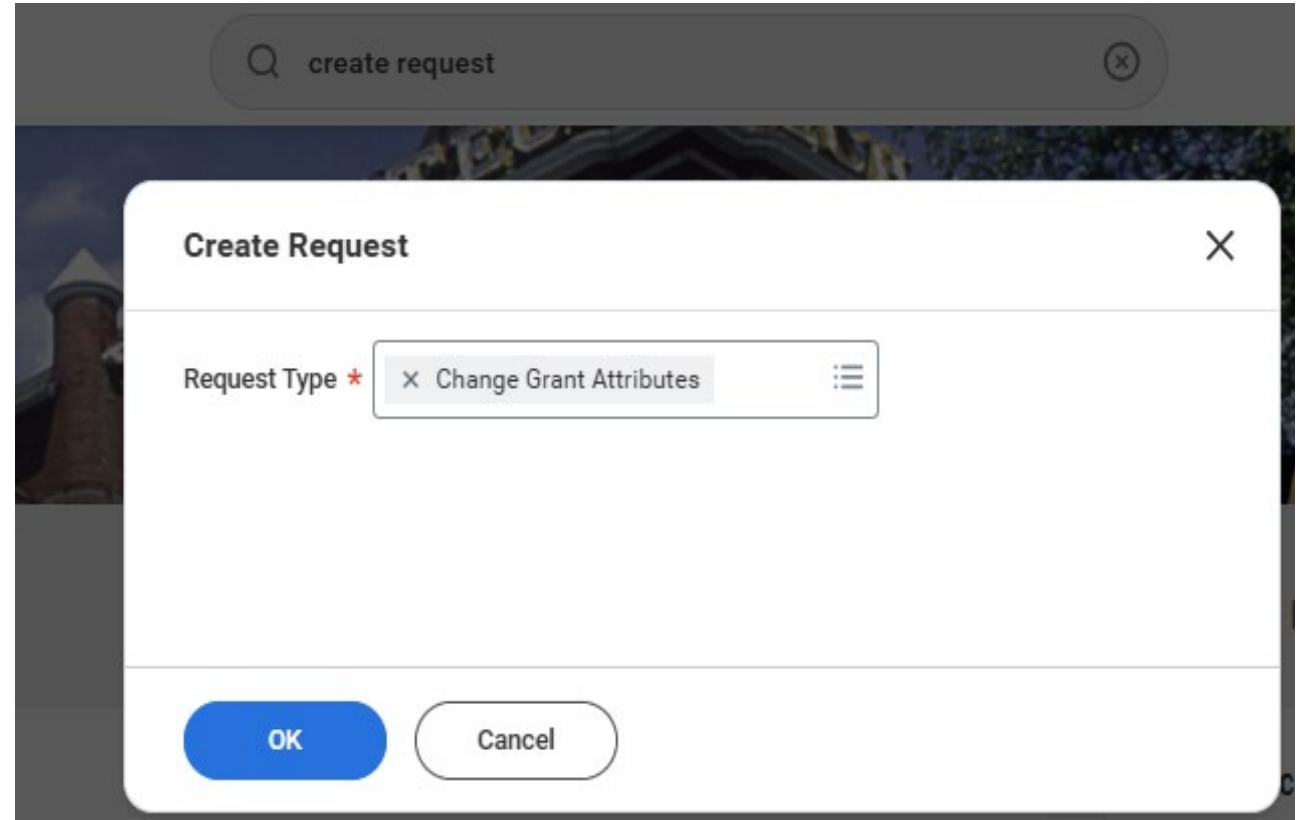 create request
Create Request
Request Type * × Change Grant Attributes
OK Cancel